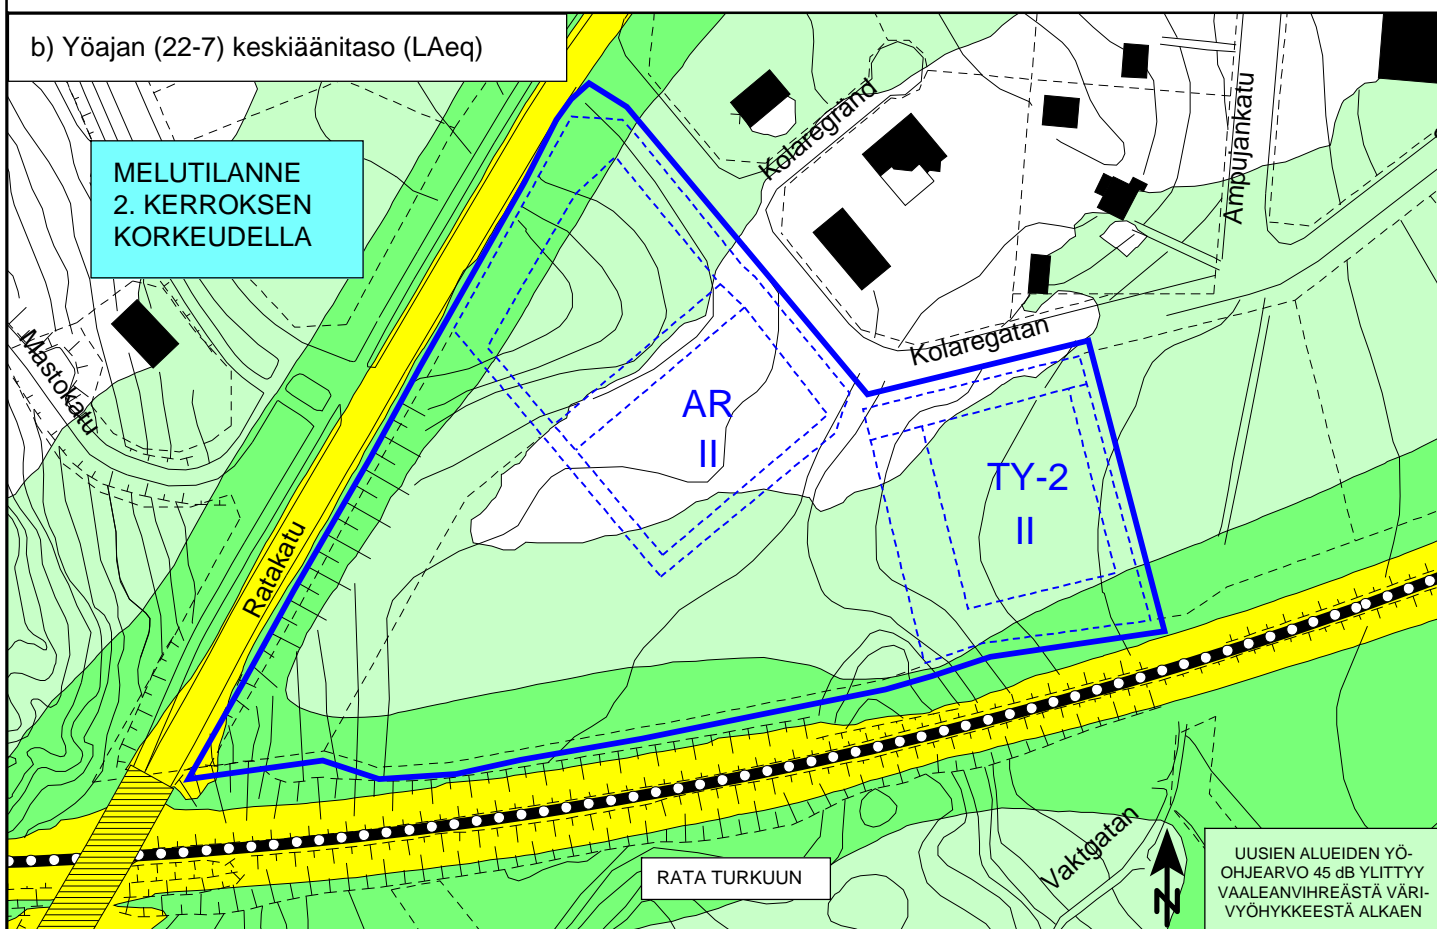 b) Yöajan (22-7) keskiäänitaso (LAeq)
MELUTILANNE
2. KERROKSEN
KORKEUDELLA
Kolaregränd
Ampujankatu
Mastokatu
Kolaregatan
AR
II
TY-2
II
Ratakatu
RATA TURKUUN
Vaktgatan
N
UUSIEN ALUEIDEN YÖ-
OHJEARVO 45 dB YLITTYY
VAALEANVIHREÄSTÄ VÄRI-
VYÖHYKKEESTÄ ALKAEN